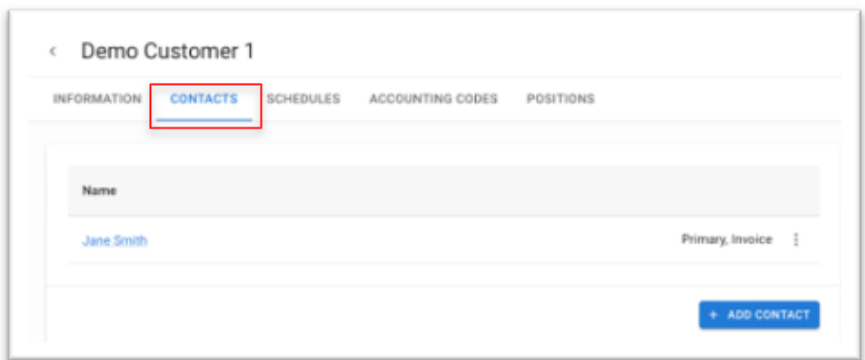 Demo Customer 1
INFORMATION CONTACTS SCHEDULES ACCOUNTING CODES POSITIONS
Name
Jane Smith Primary, Invoice
+ ADD CONTACT